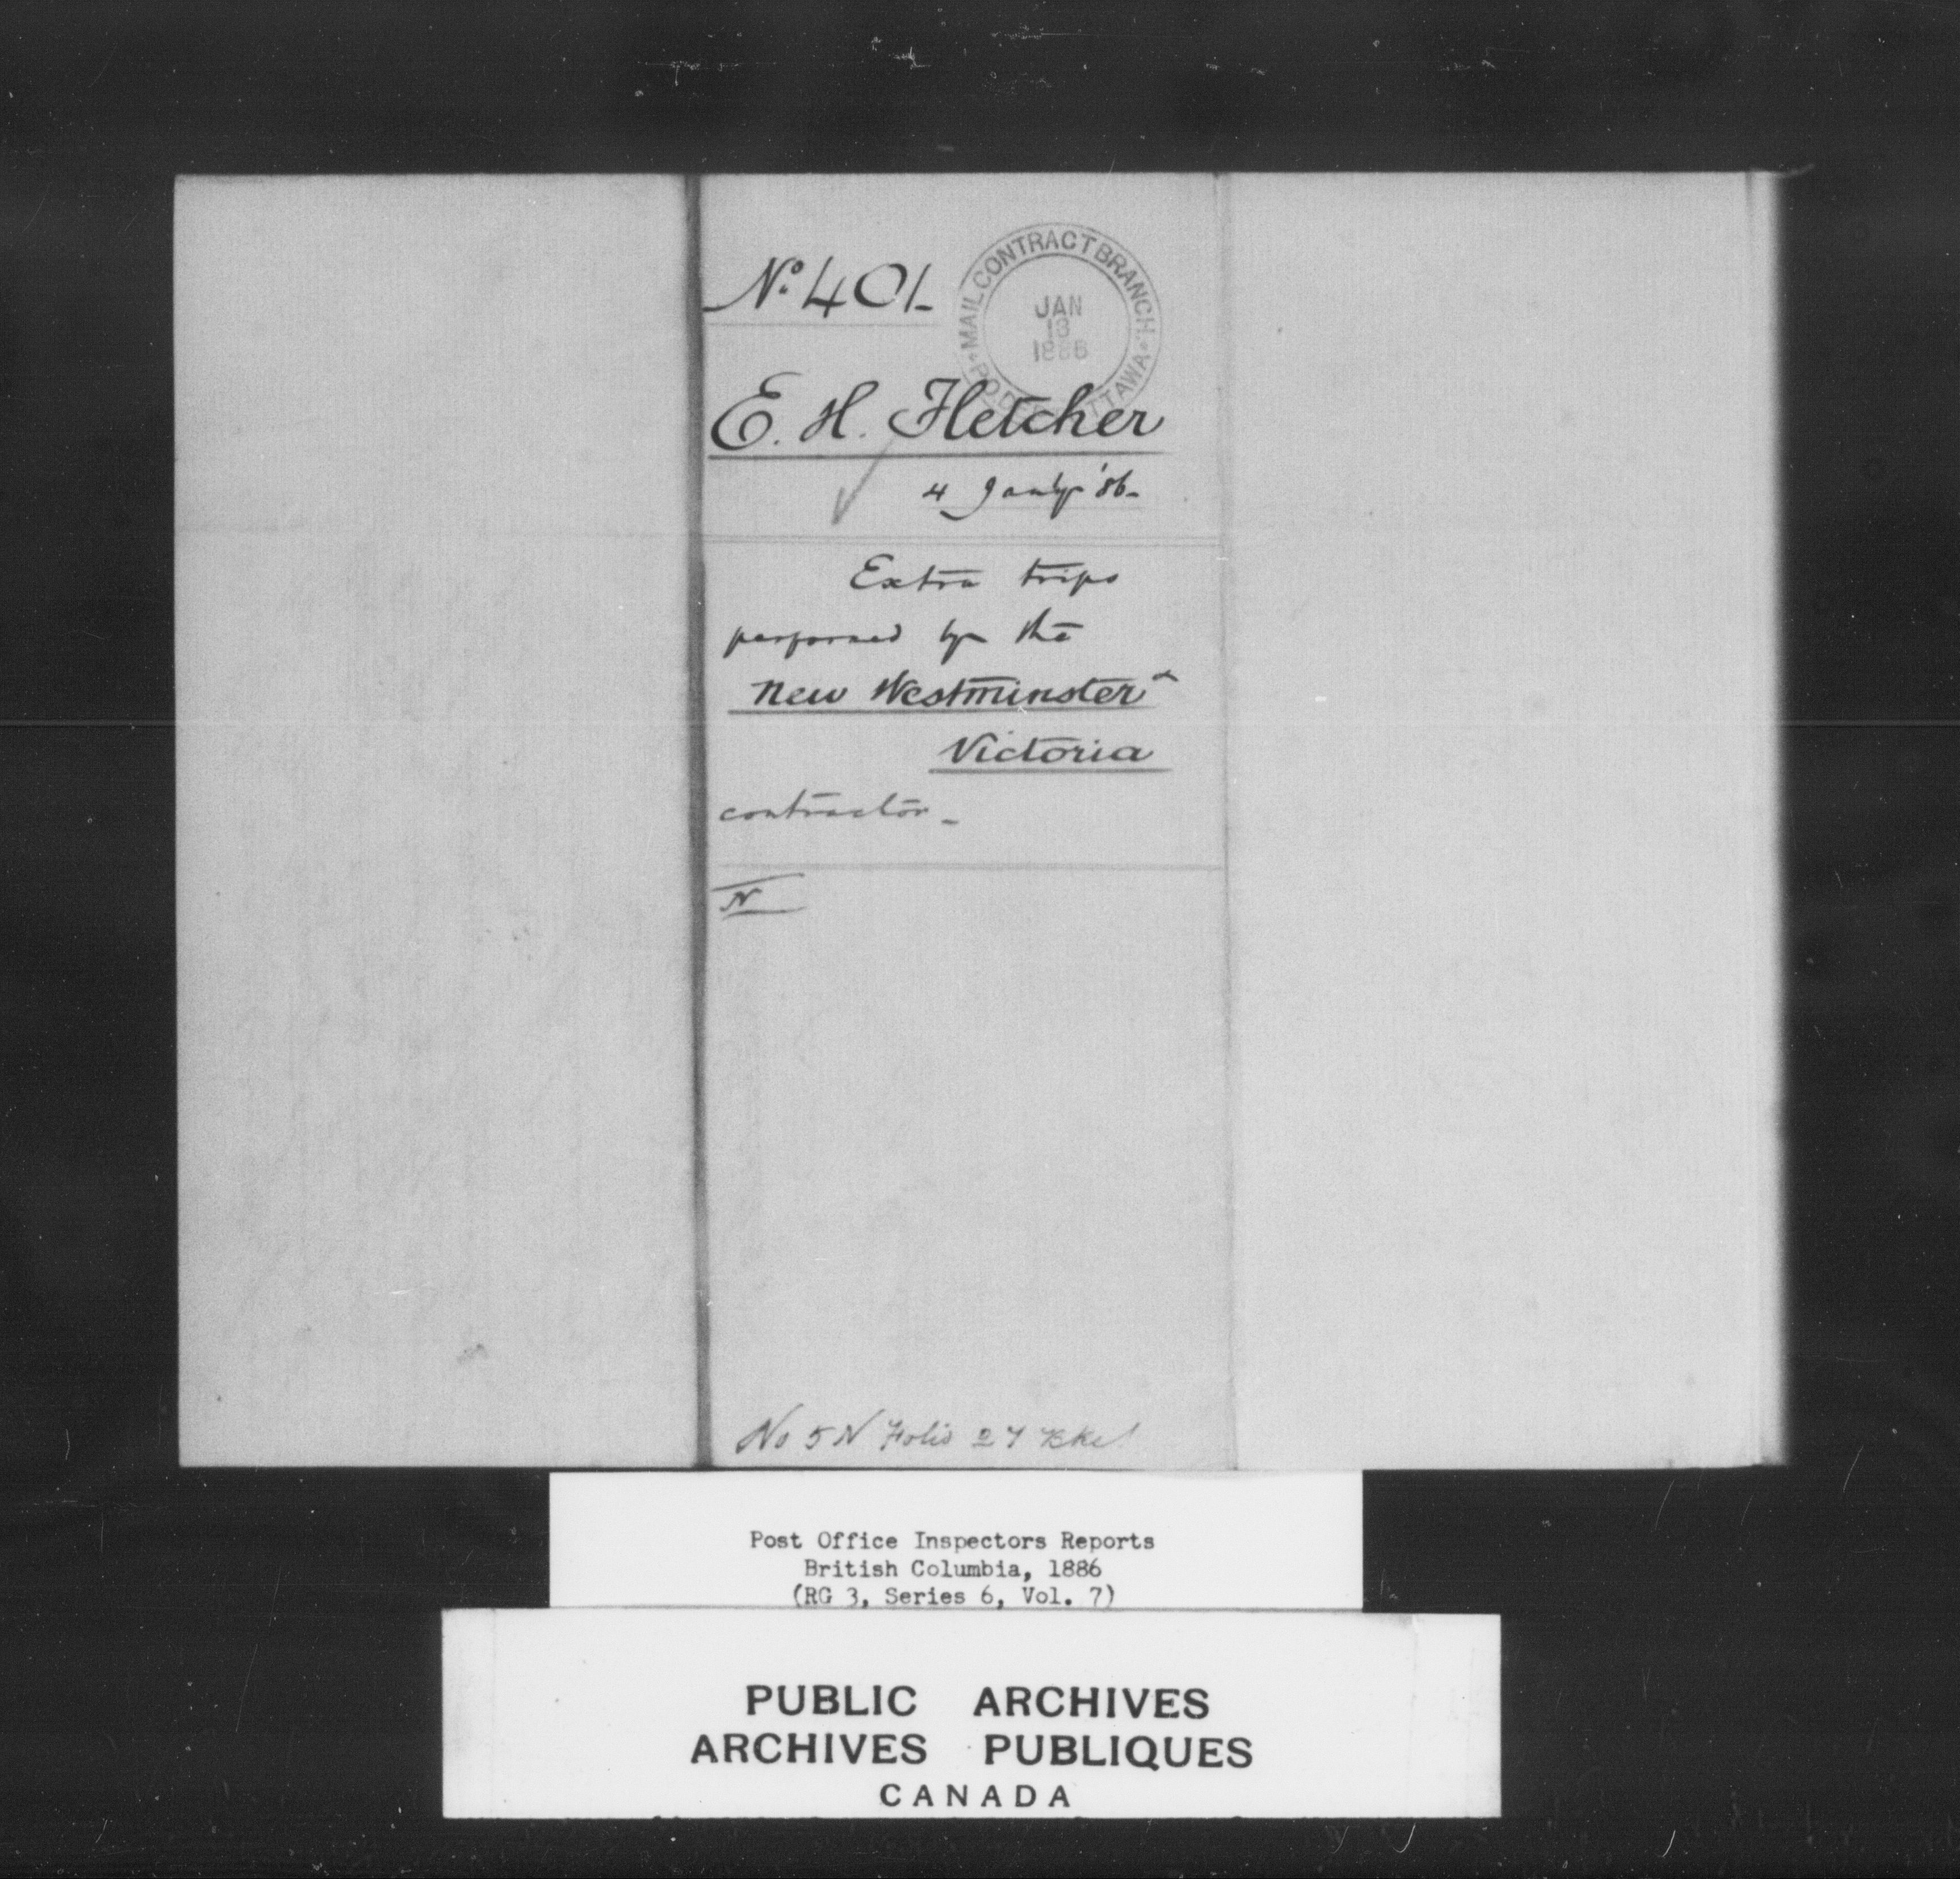 No. 401
MAIL CONTRACT BRANCH
JAN
13
1886
OTTAWA
E. H. Fletcher
4 Jany '86
Extra trips
performed by the
New Westminster &
Victoria
contractor
N
No 5 N Folio 27
Post Office Inspectors Reports
British Columbia, 1886
(RG 3, Series 6, Vol. 7)
PUBLIC ARCHIVES
ARCHIVES PUBLIQUES
CANADA